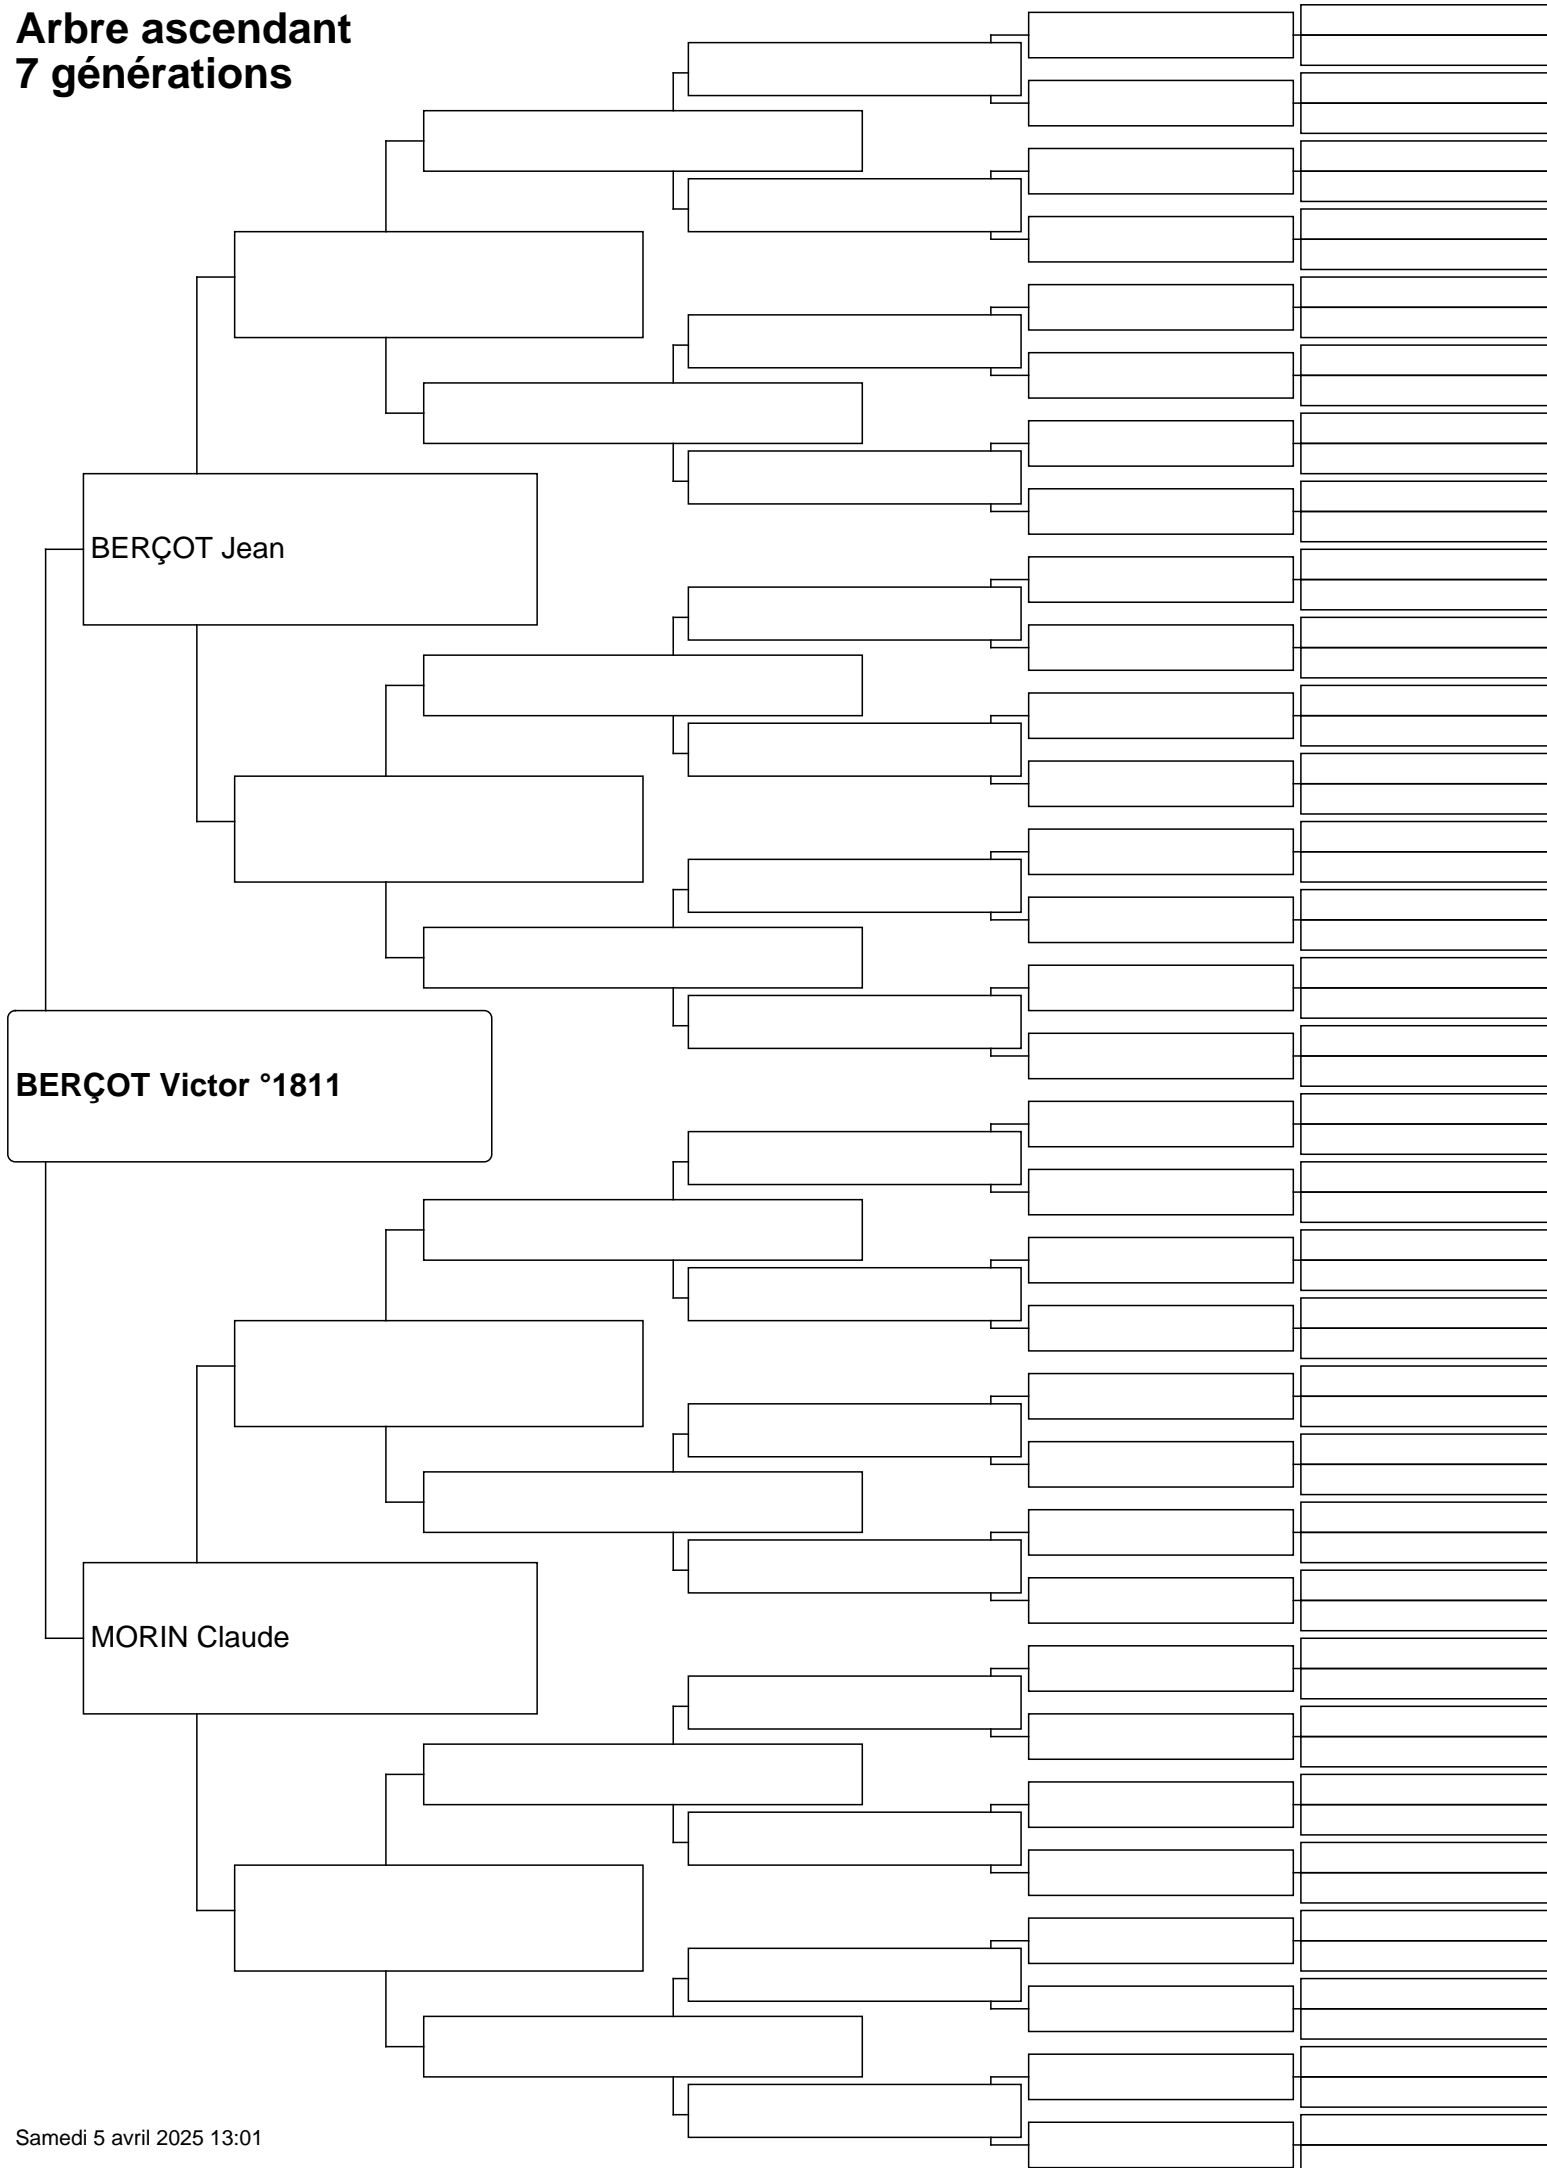 Arbre ascendant
7 générations
BERÇOT Jean
BERÇOT Victor °1811
MORIN Claude
Samedi 5 avril 2025 13:01